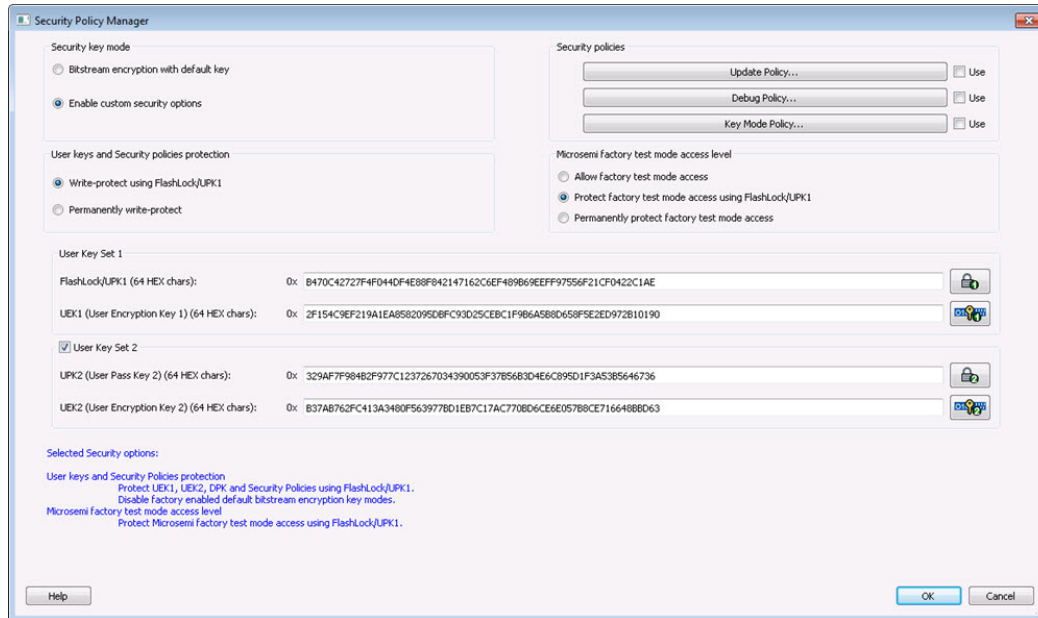 Security Policy Manager
Security key mode
Bitstream encryption with default key
Enable custom security options
Security policies
Update Policy... Use
Debug Policy... Use
Key Mode Policy... Use
User keys and Security policies protection
Write-protect using FlashLock/UPK1
Permanently write-protect
Microsemi factory test mode access level
Allow factory test mode access
Protect factory test mode access using FlashLock/UPK1
Permanently protect factory test mode access
User Key Set 1
FlashLock/UPK1 (64 HEX chars): 0x B470C42727F4F044DF4E88F842147162C6EF489B69EEFF97556F21CF0422C1AE
UEK1 (User Encryption Key 1) (64 HEX chars): 0x 2F154C9EF219A1EA8582095DBFC93D25CEBC1F9B6A5B8D658F5E2ED972B10190
User Key Set 2
UPK2 (User Pass Key 2) (64 HEX chars): 0x 329AF7F984B2F977C1237267034390053F37B56B3D4E6C895D1F3A53B5646736
UEK2 (User Encryption Key 2) (64 HEX chars): 0x B37AB762FC413A3480F563977BD1EB7C17AC770BD6CE6E057B8CE716648BBD63
Selected Security options:
User keys and Security Policies protection
Protect UEK1, UEK2, DPK and Security Policies using FlashLock/UPK1.
Disable factory enabled default bitstream encryption key modes.
Microsemi factory test mode access level
Protect Microsemi factory test mode access using FlashLock/UPK1.
Help
OK
Cancel